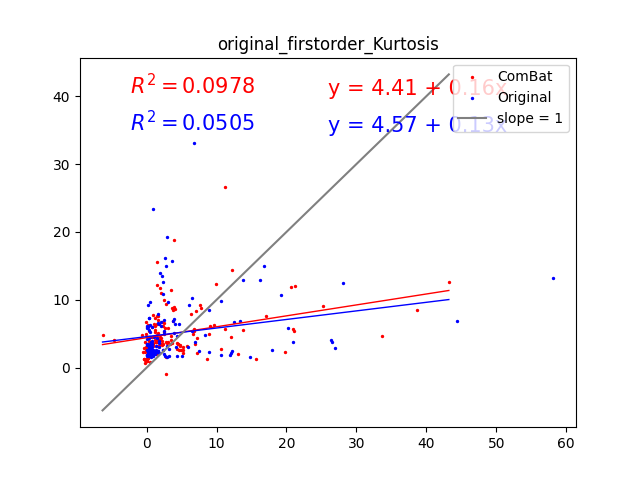 original_firstorder_Kurtosis
R² = 0.0978 y = 4.41 + 0.16x
R² = 0.0505 y = 4.57 + 0.13x
ComBat
Original
slope = 1
40
30
20
10
0
0 10 20 30 40 50 60